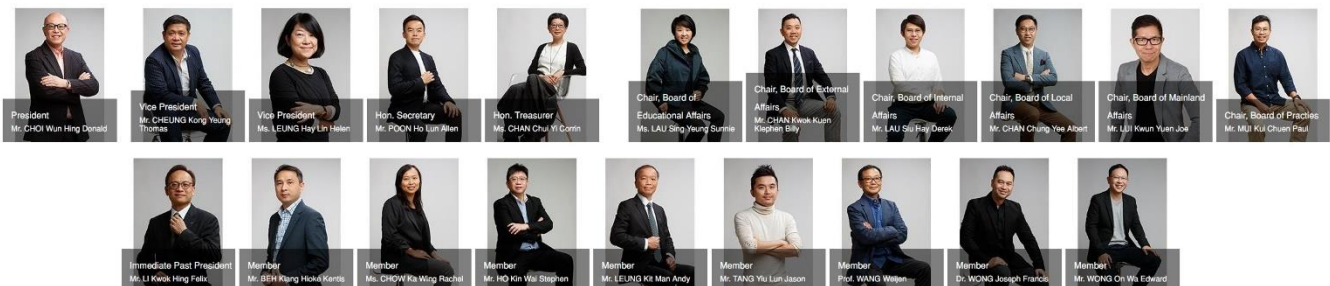 President
Mr. CHOI Wun Hing Donald
Vice President
Mr. CHEUNG Kong Yeung
Thomas
Vice President
Ms. LEUNG Hay Lin Helen
Hon. Secretary
Mr. POON Ho Lun Allen
Hon. Treasurer
Ms. CHAN Chui Yi Corrin
Chair, Board of
Educational Affairs
Ms. LAU Sing Yeung Sunnie
Chair, Board of External
Affairs
Mr. CHAN Kwok Kuen
Klephen Billy
Chair, Board of Internal
Affairs
Mr. LAU Siu Hay Derek
Chair, Board of Local
Affairs
Mr. CHAN Chung Yee Albert
Chair, Board of Mainland
Affairs
Mr. LUI Kwun Yuen Joe
Chair, Board of Practies
Mr. MUI Kui Chuen Paul
Immediate Past President
Mr. LI Kwok Hing Felix
Member
Mr. BEH Kiang Hioke Kentis
Member
Ms. CHOW Ka Wing Rachel
Member
Mr. HO Kin Wai Stephen
Member
Mr. LEUNG Kit Man Andy
Member
Mr. TANG Yiu Lun Jason
Member
Prof. WANG Weijen
Member
Dr. WONG Joseph Francis
Member
Mr. WONG On Wa Edward